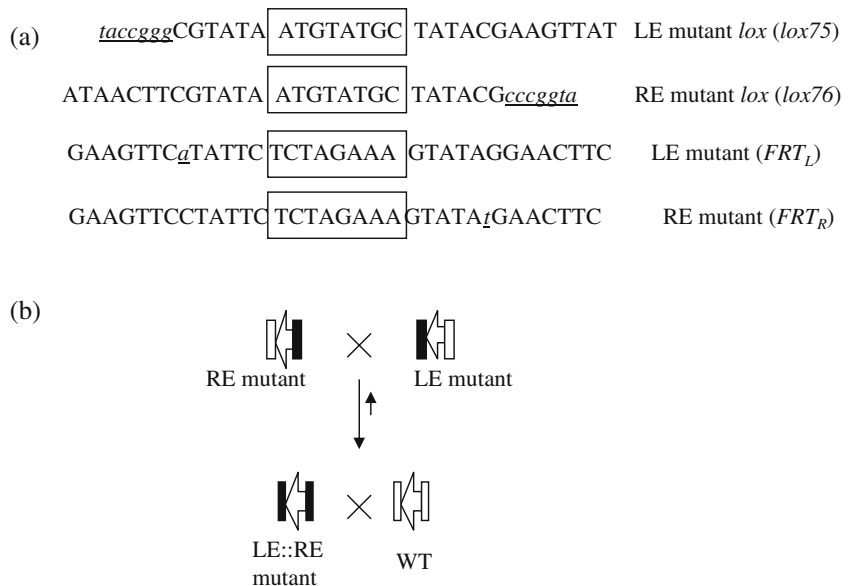 (a)
taccgggCGTATA ATGTATGC TATACGAAGTTAT LE mutant lox (lox75)
ATAACTTCGTATA ATGTATGC TATACGcccggta RE mutant lox (lox76)
GAAGTTCaTATTC TCTAGAAA GTATAGGAACTTC LE mutant (FRTL)
GAAGTTCCTATTC TCTAGAAA GTATAtGAACTTC RE mutant (FRTR)
(b)
RE mutant LE mutant
LE::RE WT
mutant